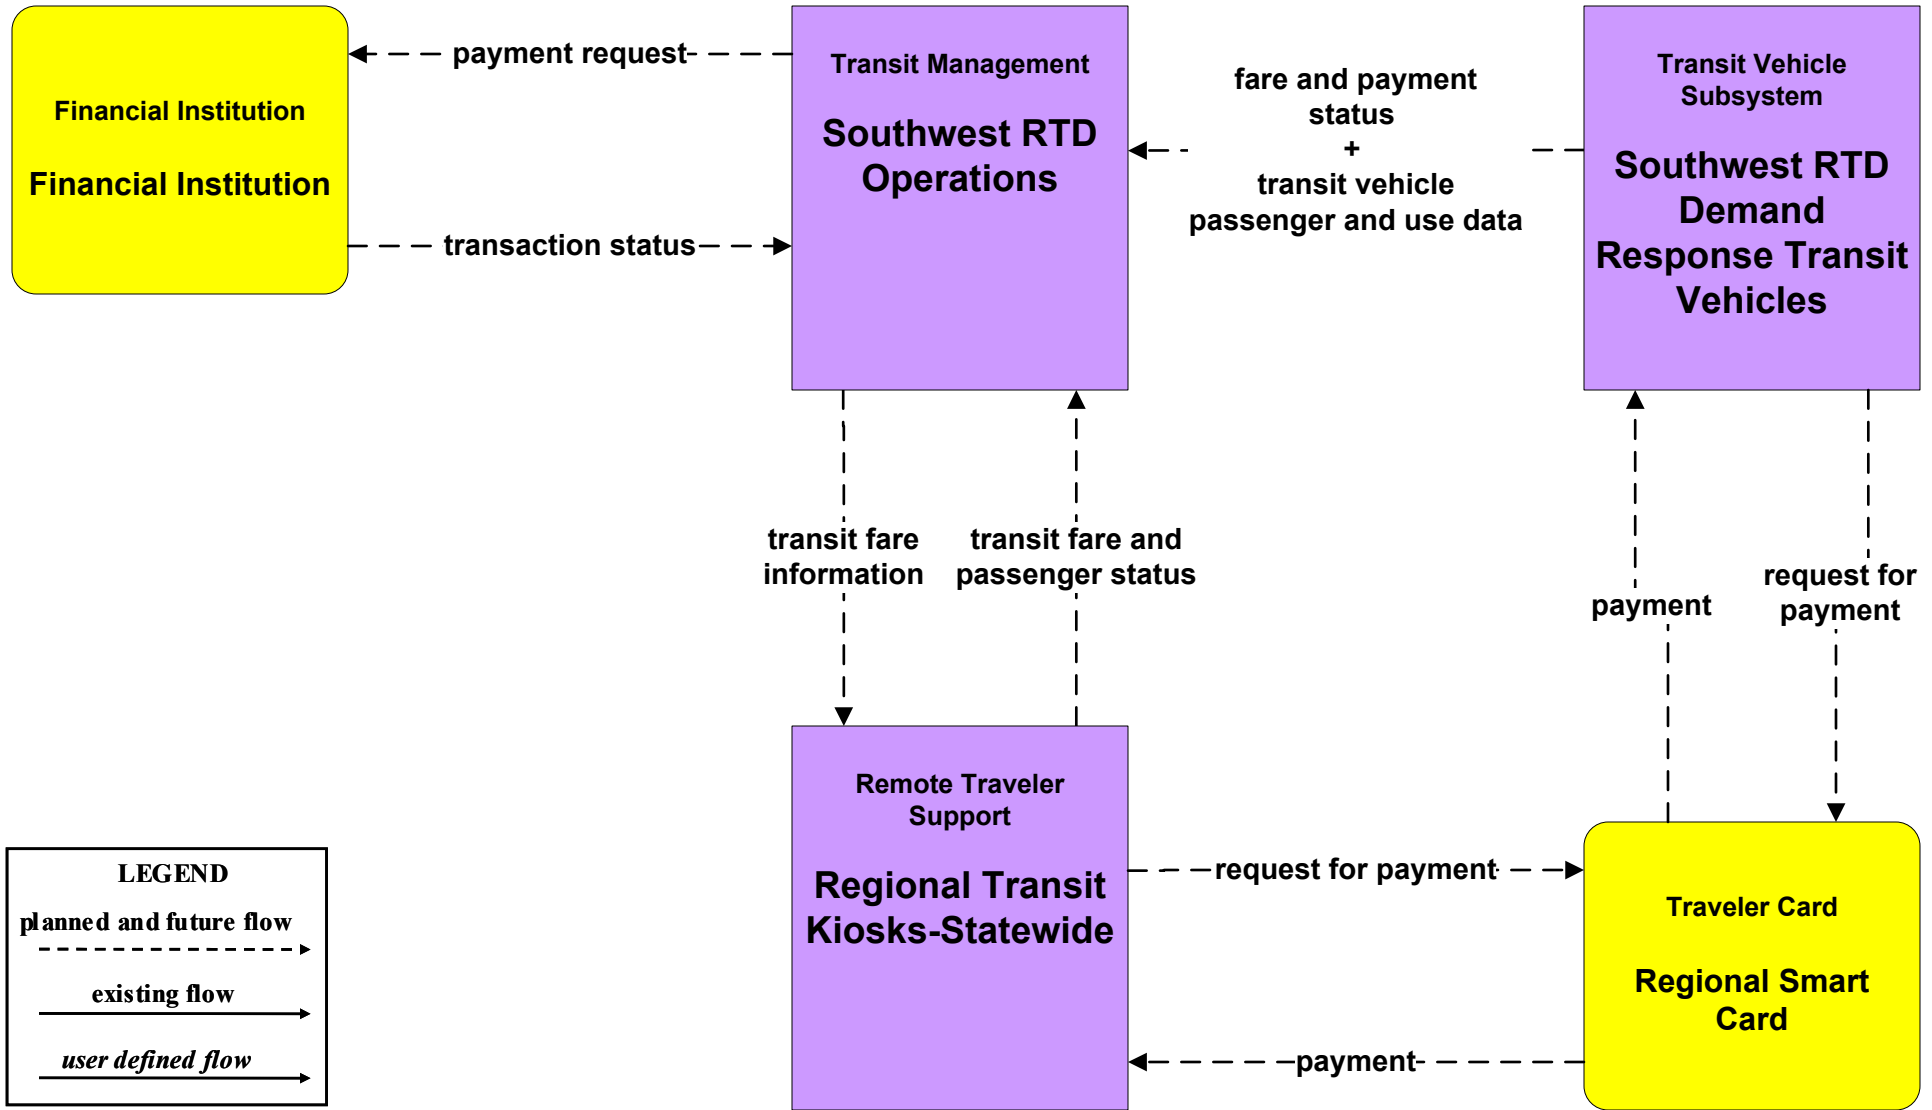 Financial Institution
Financial Institution
payment request
transaction status
Transit Management
Southwest RTD
Operations
fare and payment
status
+
transit vehicle
passenger and use data
Transit Vehicle
Subsystem
Southwest RTD
Demand
Response Transit
Vehicles
transit fare
information
transit fare and
passenger status
payment
request for
payment
Remote Traveler
Support
Regional Transit
Kiosks-Statewide
request for payment
payment
Traveler Card
Regional Smart
Card
LEGEND
planned and future flow
existing flow
user defined flow